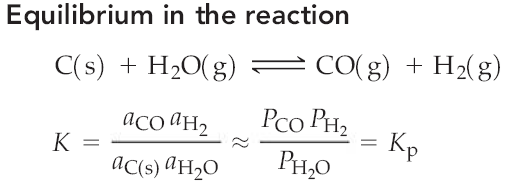 Equilibrium in the reaction
C(s) + H₂O(g) ⇌ CO(g) + H₂(g)
K = a_CO a_H₂ / a_C(s) a_H₂O ≈ P_CO P_H₂ / P_H₂O = K_p